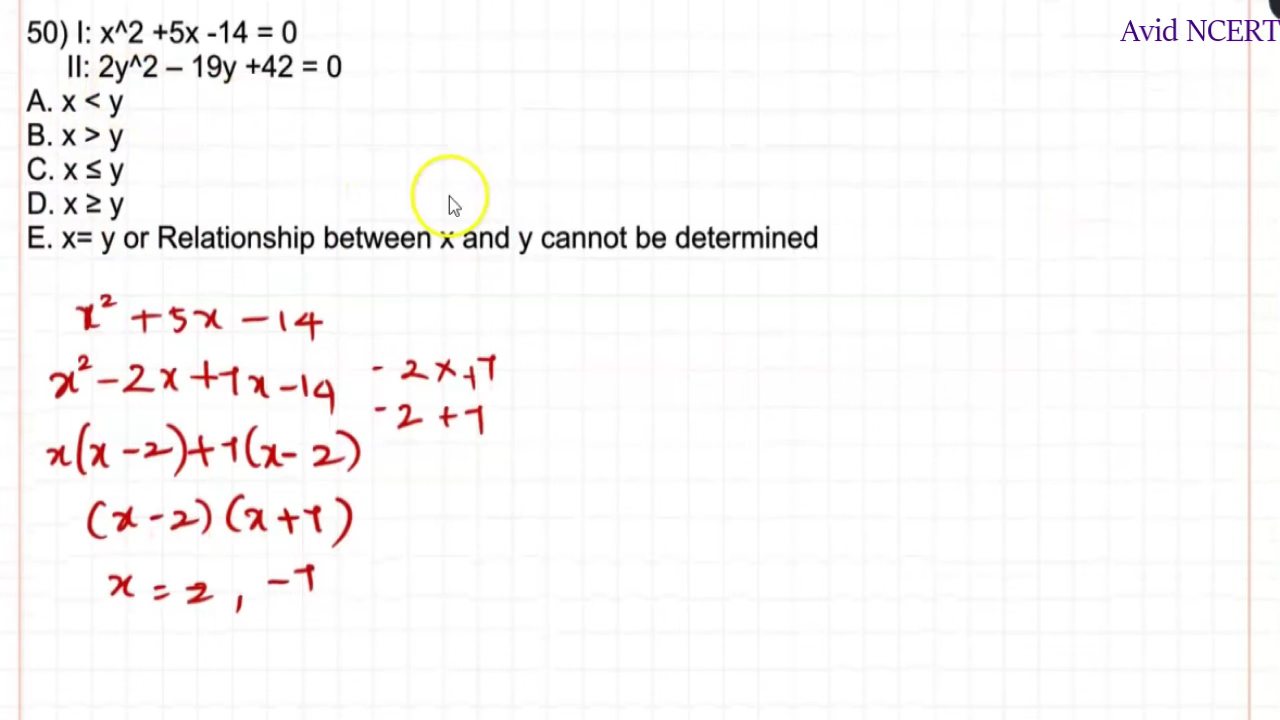 50) I: x^2 +5x -14 = 0
Avid NCERT
II: 2y^2 – 19y +42 = 0
A. x < y
B. x > y
C. x ≤ y
D. x ≥ y
E. x= y or Relationship between x and y cannot be determined
x² + 5x - 14
x² - 2x + 7x - 14
- 2 x +7
- 2 + 7
x(x - 2) + 7(x - 2)
(x - 2) (x + 7)
x = 2 , - 7